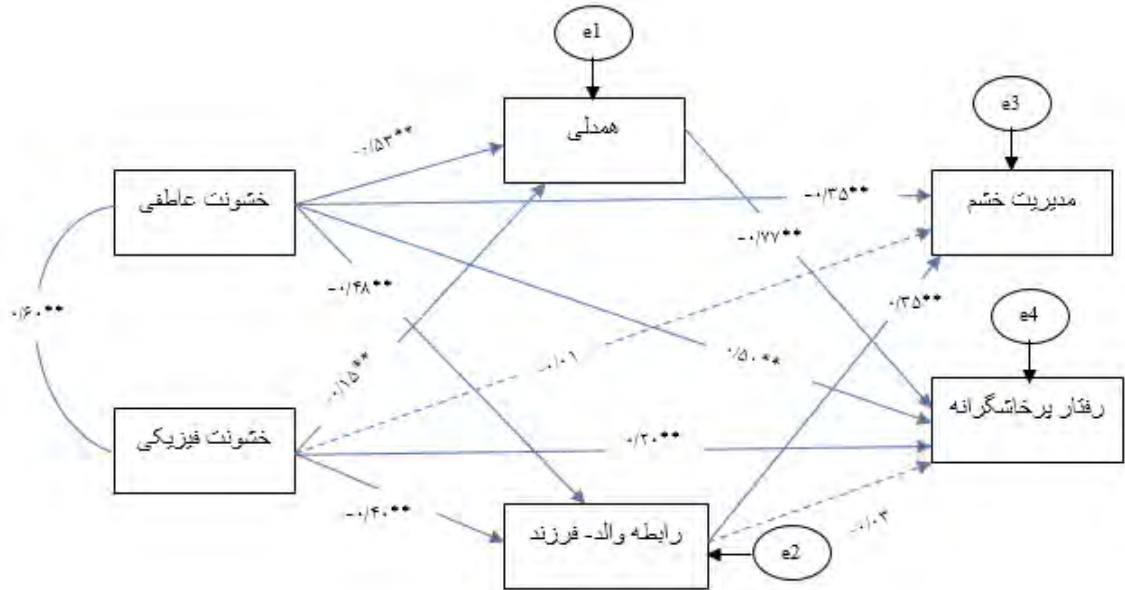 e1
همدلی
e3
-۰/۵۳**
خشونت عاطفی
-۰/۳۵**
مدیریت خشم
-۰/۷۷**
-۰/۴۸**
۰/۳۵**
۰/۶۰**
e4
-۰/۱۵**
-۰/۰۱
۰/۵۰**
رفتار پرخاشگرانه
خشونت فیزیکی
۰/۲۰**
-۰/۴۰**
رابطه والد- فرزند
-۰/۰۳
e2